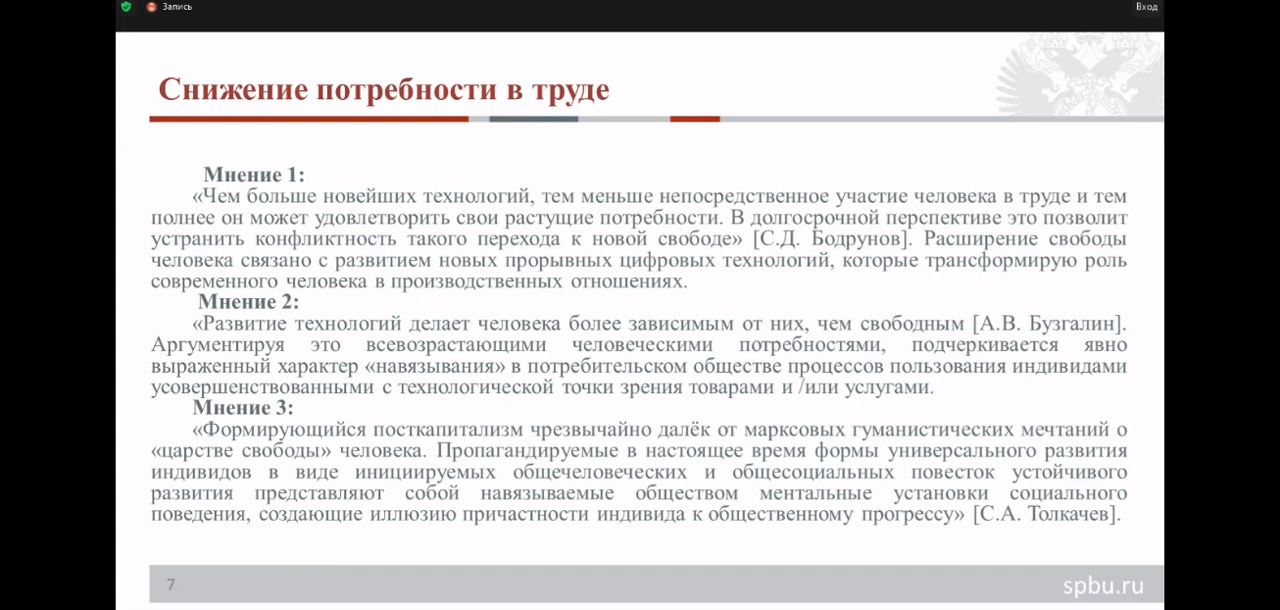 Запись
Вход
Снижение потребности в труде
Мнение 1:
«Чем больше новейших технологий, тем меньше непосредственное участие человека в труде и тем
полнее он может удовлетворить свои растущие потребности. В долгосрочной перспективе это позволит
устранить конфликтность такого перехода к новой свободе» [С.Д. Бодрунов]. Расширение свободы
человека связано с развитием новых прорывных цифровых технологий, которые трансформирую роль
современного человека в производственных отношениях.
Мнение 2:
«Развитие технологий делает человека более зависимым от них, чем свободным [А.В. Бузгалин].
Аргументируя это всевозрастающими человеческими потребностями, подчеркивается явно
выраженный характер «навязывания» в потребительском обществе процессов пользования индивидами
усовершенствованными с технологической точки зрения товарами и /или услугами.
Мнение 3:
«Формирующийся посткапитализм чрезвычайно далёк от марксовых гуманистических мечтаний о
«царстве свободы» человека. Пропагандируемые в настоящее время формы универсального развития
индивидов в виде инициируемых общечеловеческих и общесоциальных повесток устойчивого
развития представляют собой навязываемые обществом ментальные установки социального
поведения, создающие иллюзию причастности индивида к общественному прогрессу» [С.А. Толкачев].
7
spbu.ru